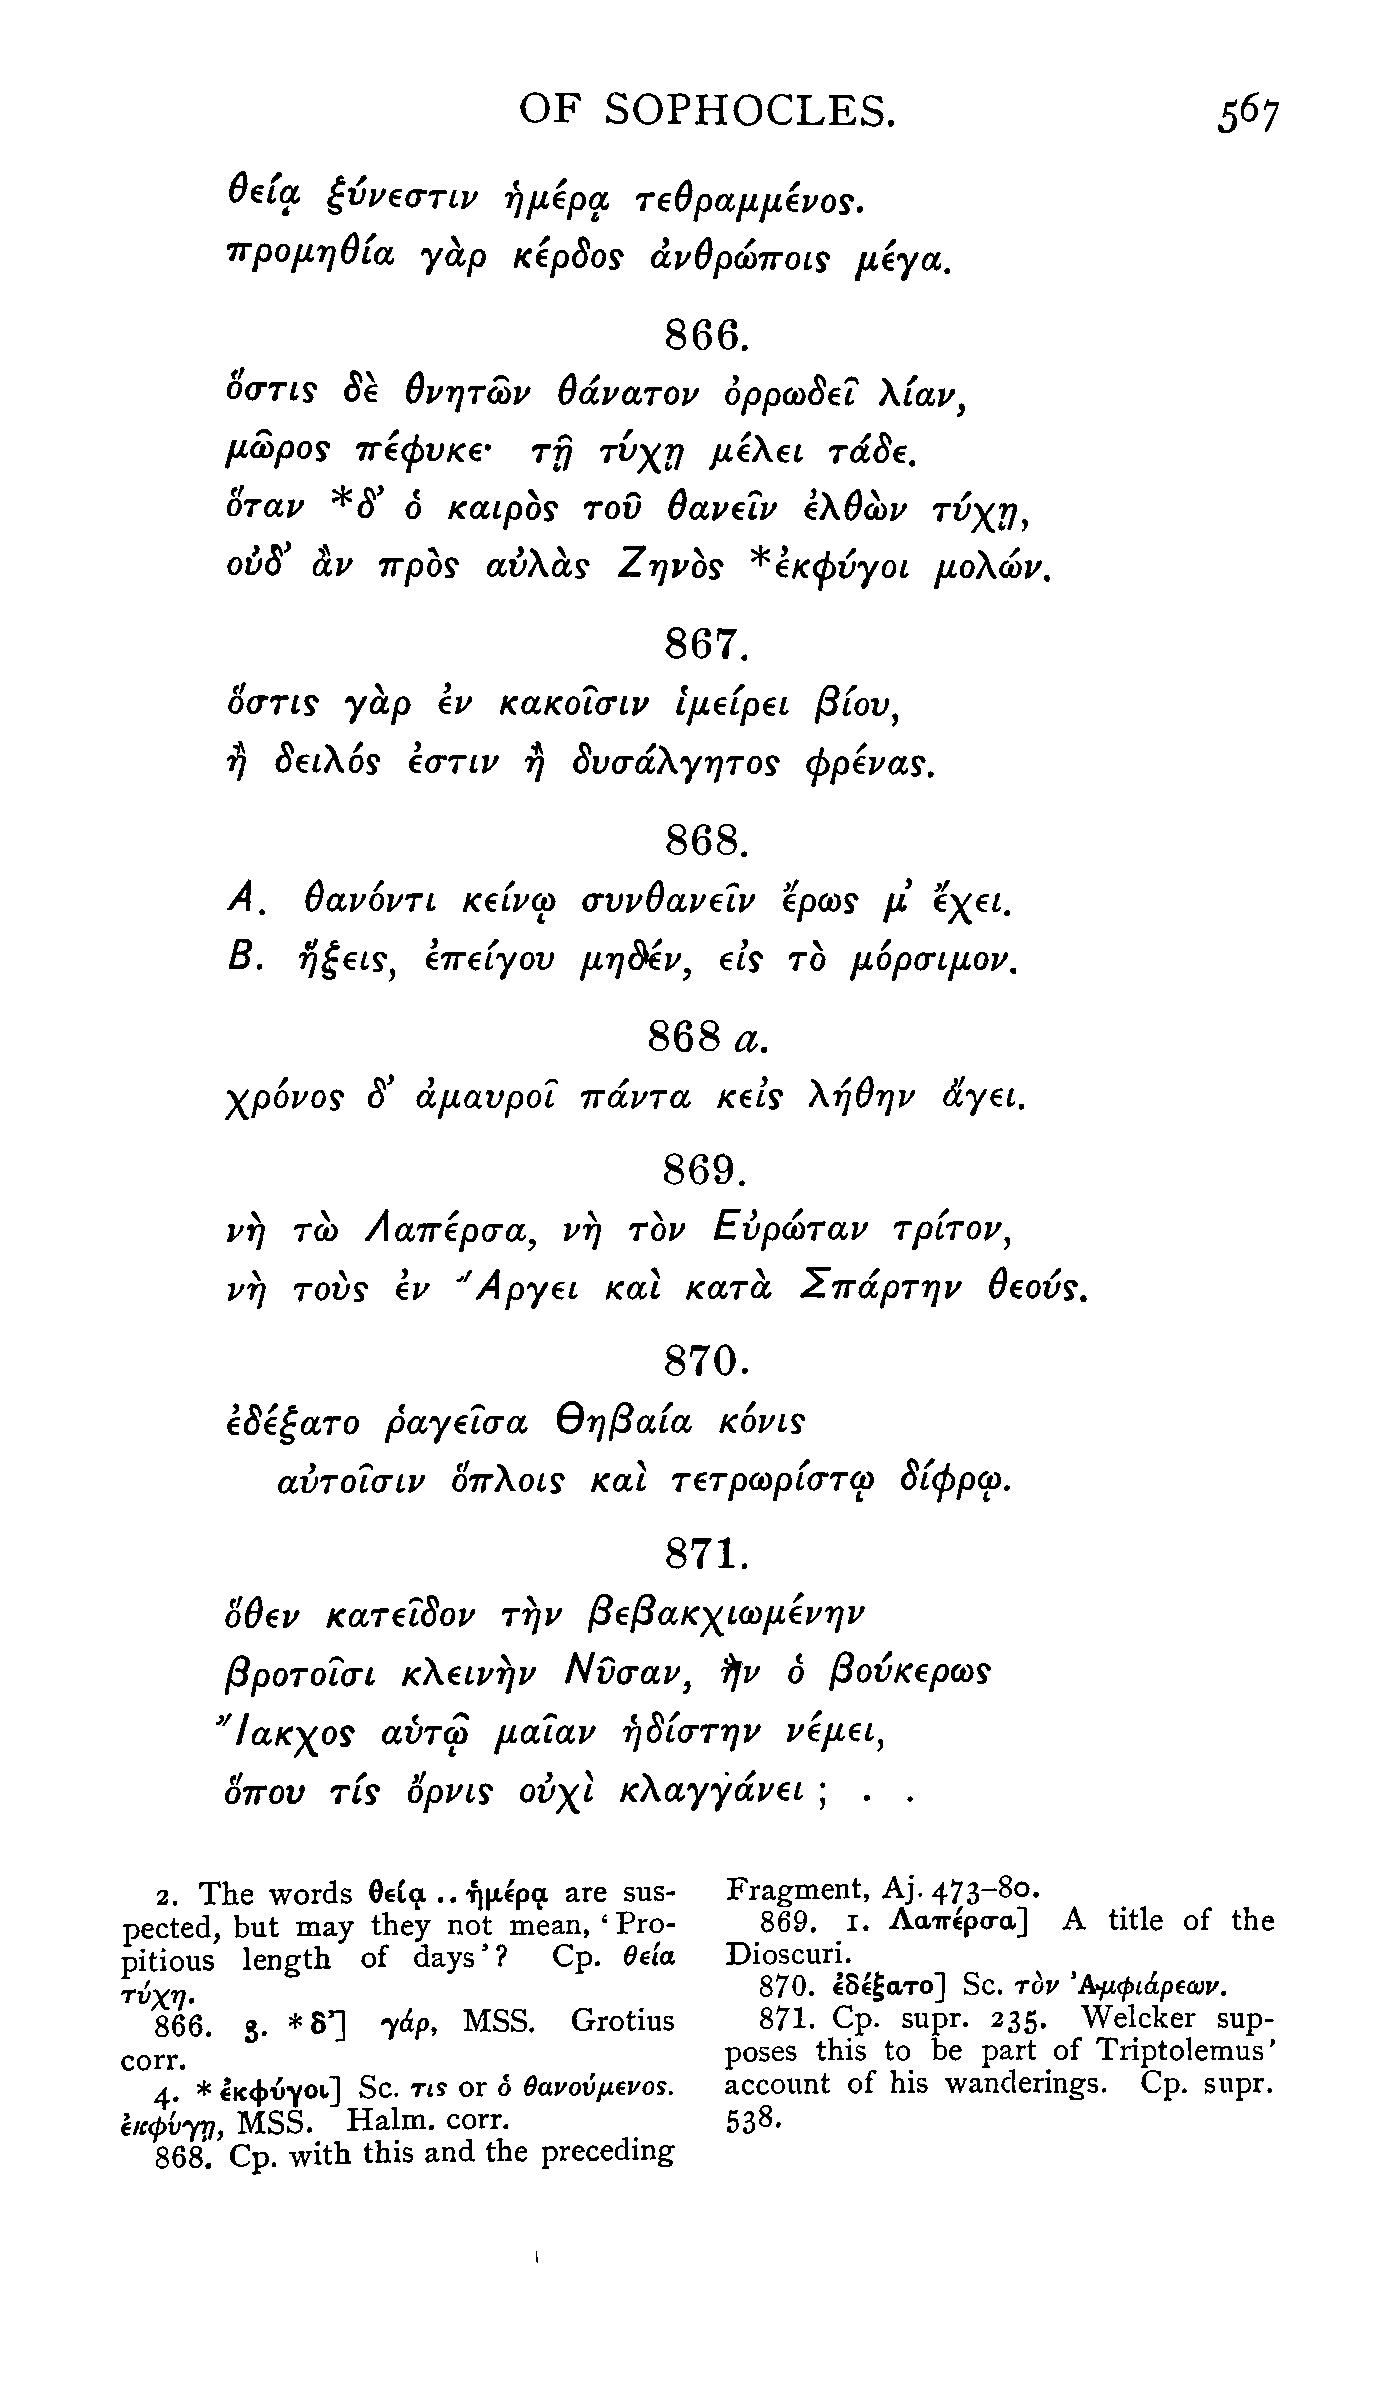 OF SOPHOCLES. 567
θείᾳ ξύνεστιν ἡμέρᾳ τεθραμμένος.
προμηθία γὰρ κέρδος ἀνθρώποις μέγα.
866.
ὅστις δὲ θνητῶν θάνατον ὀρρωδεῖ λίαν,
μῶρος πέφυκε· τῇ τύχῃ μέλει τάδε.
ὅταν *δ’ ὁ καιρὸς τοῦ θανεῖν ἐλθὼν τύχῃ,
οὐδ’ ἂν πρὸς αὐλὰς Ζηνὸς *ἐκφύγοι μολών.
867.
ὅστις γὰρ ἐν κακοῖσιν ἱμείρει βίου,
ἢ δειλός ἐστιν ἢ δυσάλγητος φρένας.
868.
Α. θανόντι κείνῳ συνθανεῖν ἔρως μ’ ἔχει.
Β. ἥξεις, ἐπείγου μηδέν, εἰς τὸ μόρσιμον.
868 a.
χρόνος δ’ ἀμαυροῖ πάντα κεἰς λήθην ἄγει.
869.
νὴ τὼ Λαπέρσα, νὴ τὸν Εὐρώταν τρίτον,
νὴ τοὺς ἐν Ἄργει καὶ κατὰ Σπάρτην θεούς.
870.
ἐδέξατο ῥαγεῖσα Θηβαία κόνις
αὐτοῖσιν ὅπλοις καὶ τετρωρίστῳ δίφρῳ.
871.
ὅθεν κατεῖδον τὴν βεβακχιωμένην
βροτοῖσι κλεινὴν Νῦσαν, ἣν ὁ βούκερως
Ἴακχος αὑτῷ μαῖαν ἡδίστην νέμει,
ὅπου τίς ὄρνις οὐχὶ κλαγγάνει ; . .
2. The words θείᾳ .. ἡμέρᾳ are sus-
pected, but may they not mean, ‘Pro-
pitious length of days’? Cp. θεία
τύχη.
866. 3. *δ’] γάρ, MSS. Grotius
corr.
4. *ἐκφύγοι] Sc. τις or ὁ θανούμενος.
ἐκφύγῃ, MSS. Halm. corr.
868. Cp. with this and the preceding
Fragment, Aj. 473–80.
869. 1. Λαπέρσα] A title of the
Dioscuri.
870. ἐδέξατο] Sc. τὸν Ἀμφιάρεων.
871. Cp. supr. 235. Welcker sup-
poses this to be part of Triptolemus’
account of his wanderings. Cp. supr.
538.